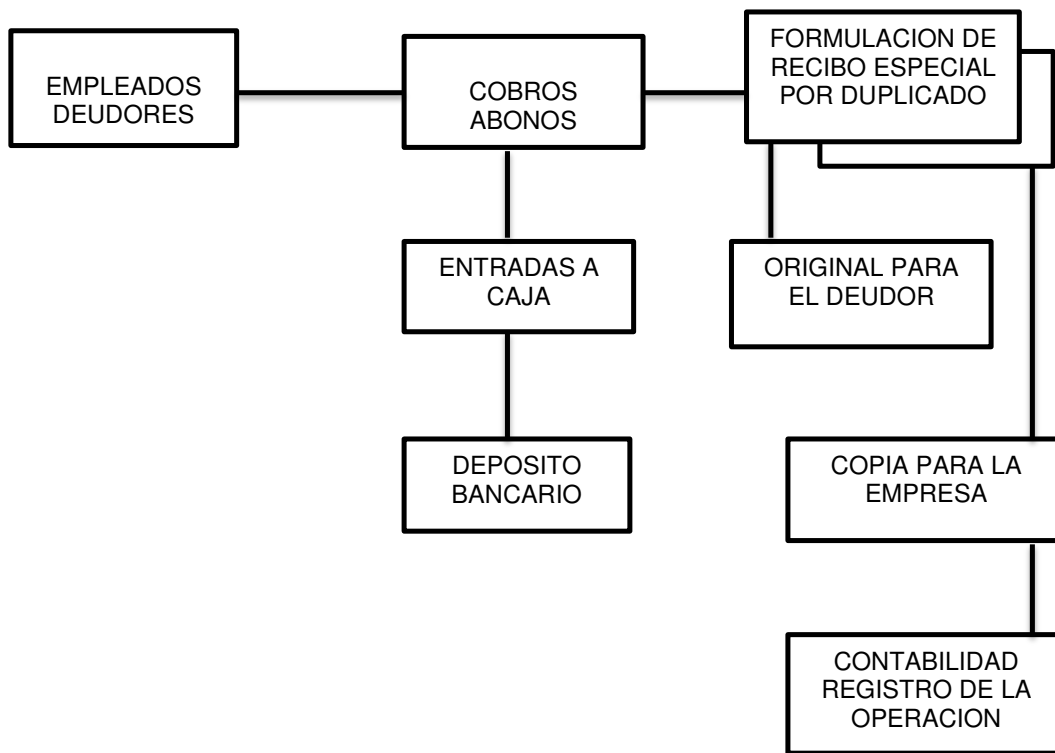 EMPLEADOS
DEUDORES
COBROS
ABONOS
FORMULACION DE
RECIBO ESPECIAL
POR DUPLICADO
ENTRADAS A
CAJA
ORIGINAL PARA
EL DEUDOR
DEPOSITO
BANCARIO
COPIA PARA LA
EMPRESA
CONTABILIDAD
REGISTRO DE LA
OPERACION